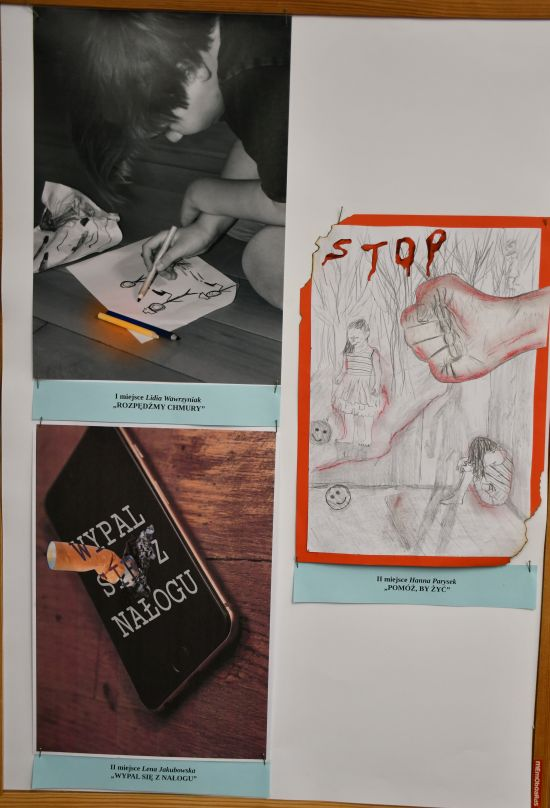 I miejsce Lidia Wawrzyniak
„ROZPĘDŹMY CHMURY”
WYPAL
SIĘ Z
NAŁOGU
II miejsce Lena Jakubowska
„WYPAL SIĘ Z NAŁOGU”
STOP
II miejsce Hanna Parysek
„POMÓŻ, BY ŻYĆ”